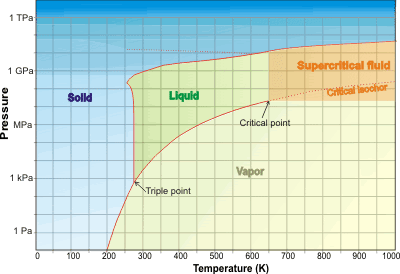 1 TPa
1 GPa
MPa
1 kPa
1 Pa
Pressure
Solid
Liquid
Supercritical fluid
Critical isochor
Critical point
Vapor
Triple point
0 100 200 300 400 500 600 700 800 900 1000
Temperature (K)